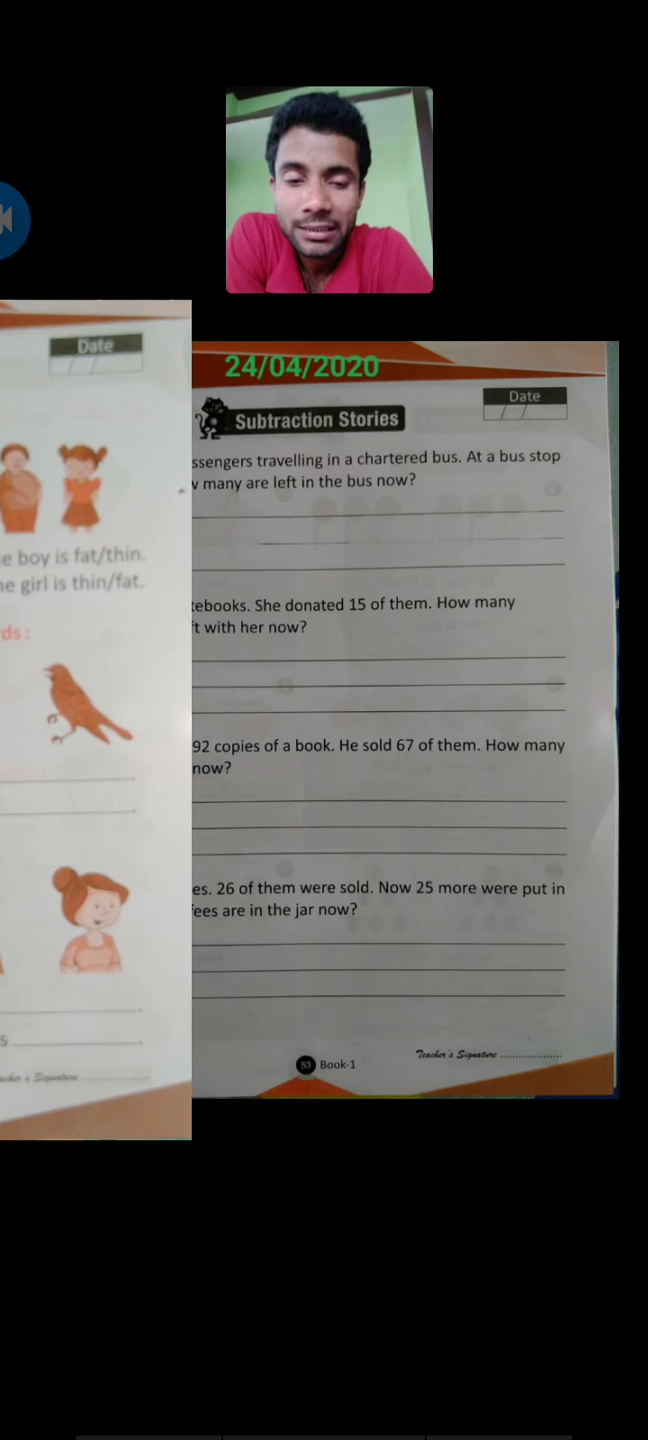 Date
e boy is fat/thin.
ne girl is thin/fat.
ds :
s
cher's Signature
24/04/2020
Date
Subtraction Stories
ssengers travelling in a chartered bus. At a bus stop
many are left in the bus now?
tebooks. She donated 15 of them. How many
t with her now?
92 copies of a book. He sold 67 of them. How many
now?
es. 26 of them were sold. Now 25 more were put in
ees are in the jar now?
53 Book-1
Teacher's Signature